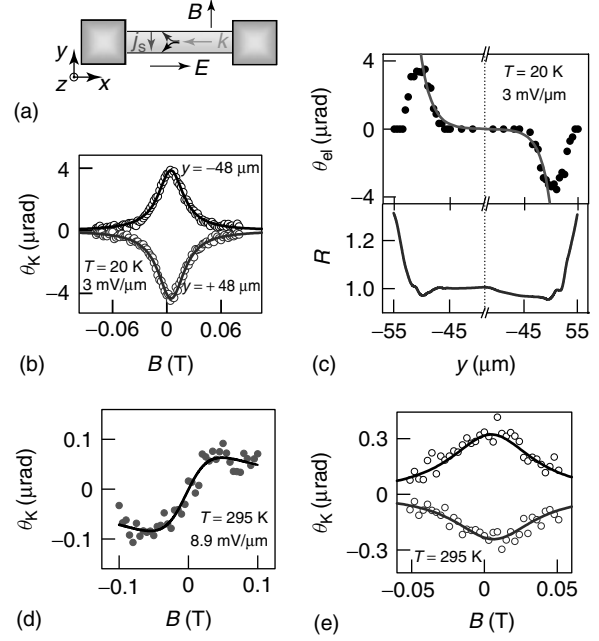 B
y
j_s
k
z
x
E
(a)
4
0
−4
θ_K (μrad)
y = −48 μm
T = 20 K
3 mV/μm
y = + 48 μm
−0.06
0
0.06
(b)
B (T)
4
0
−4
θ_el (μrad)
T = 20 K
3 mV/μm
1.2
1.0
R
−55
−45
45
55
(c)
y (μm)
0.1
0
−0.1
θ_K (μrad)
T = 295 K
8.9 mV/μm
−0.1
0
0.1
(d)
B (T)
0.3
0
−0.3
θ_K (μrad)
T = 295 K
−0.05
0
0.05
(e)
B (T)